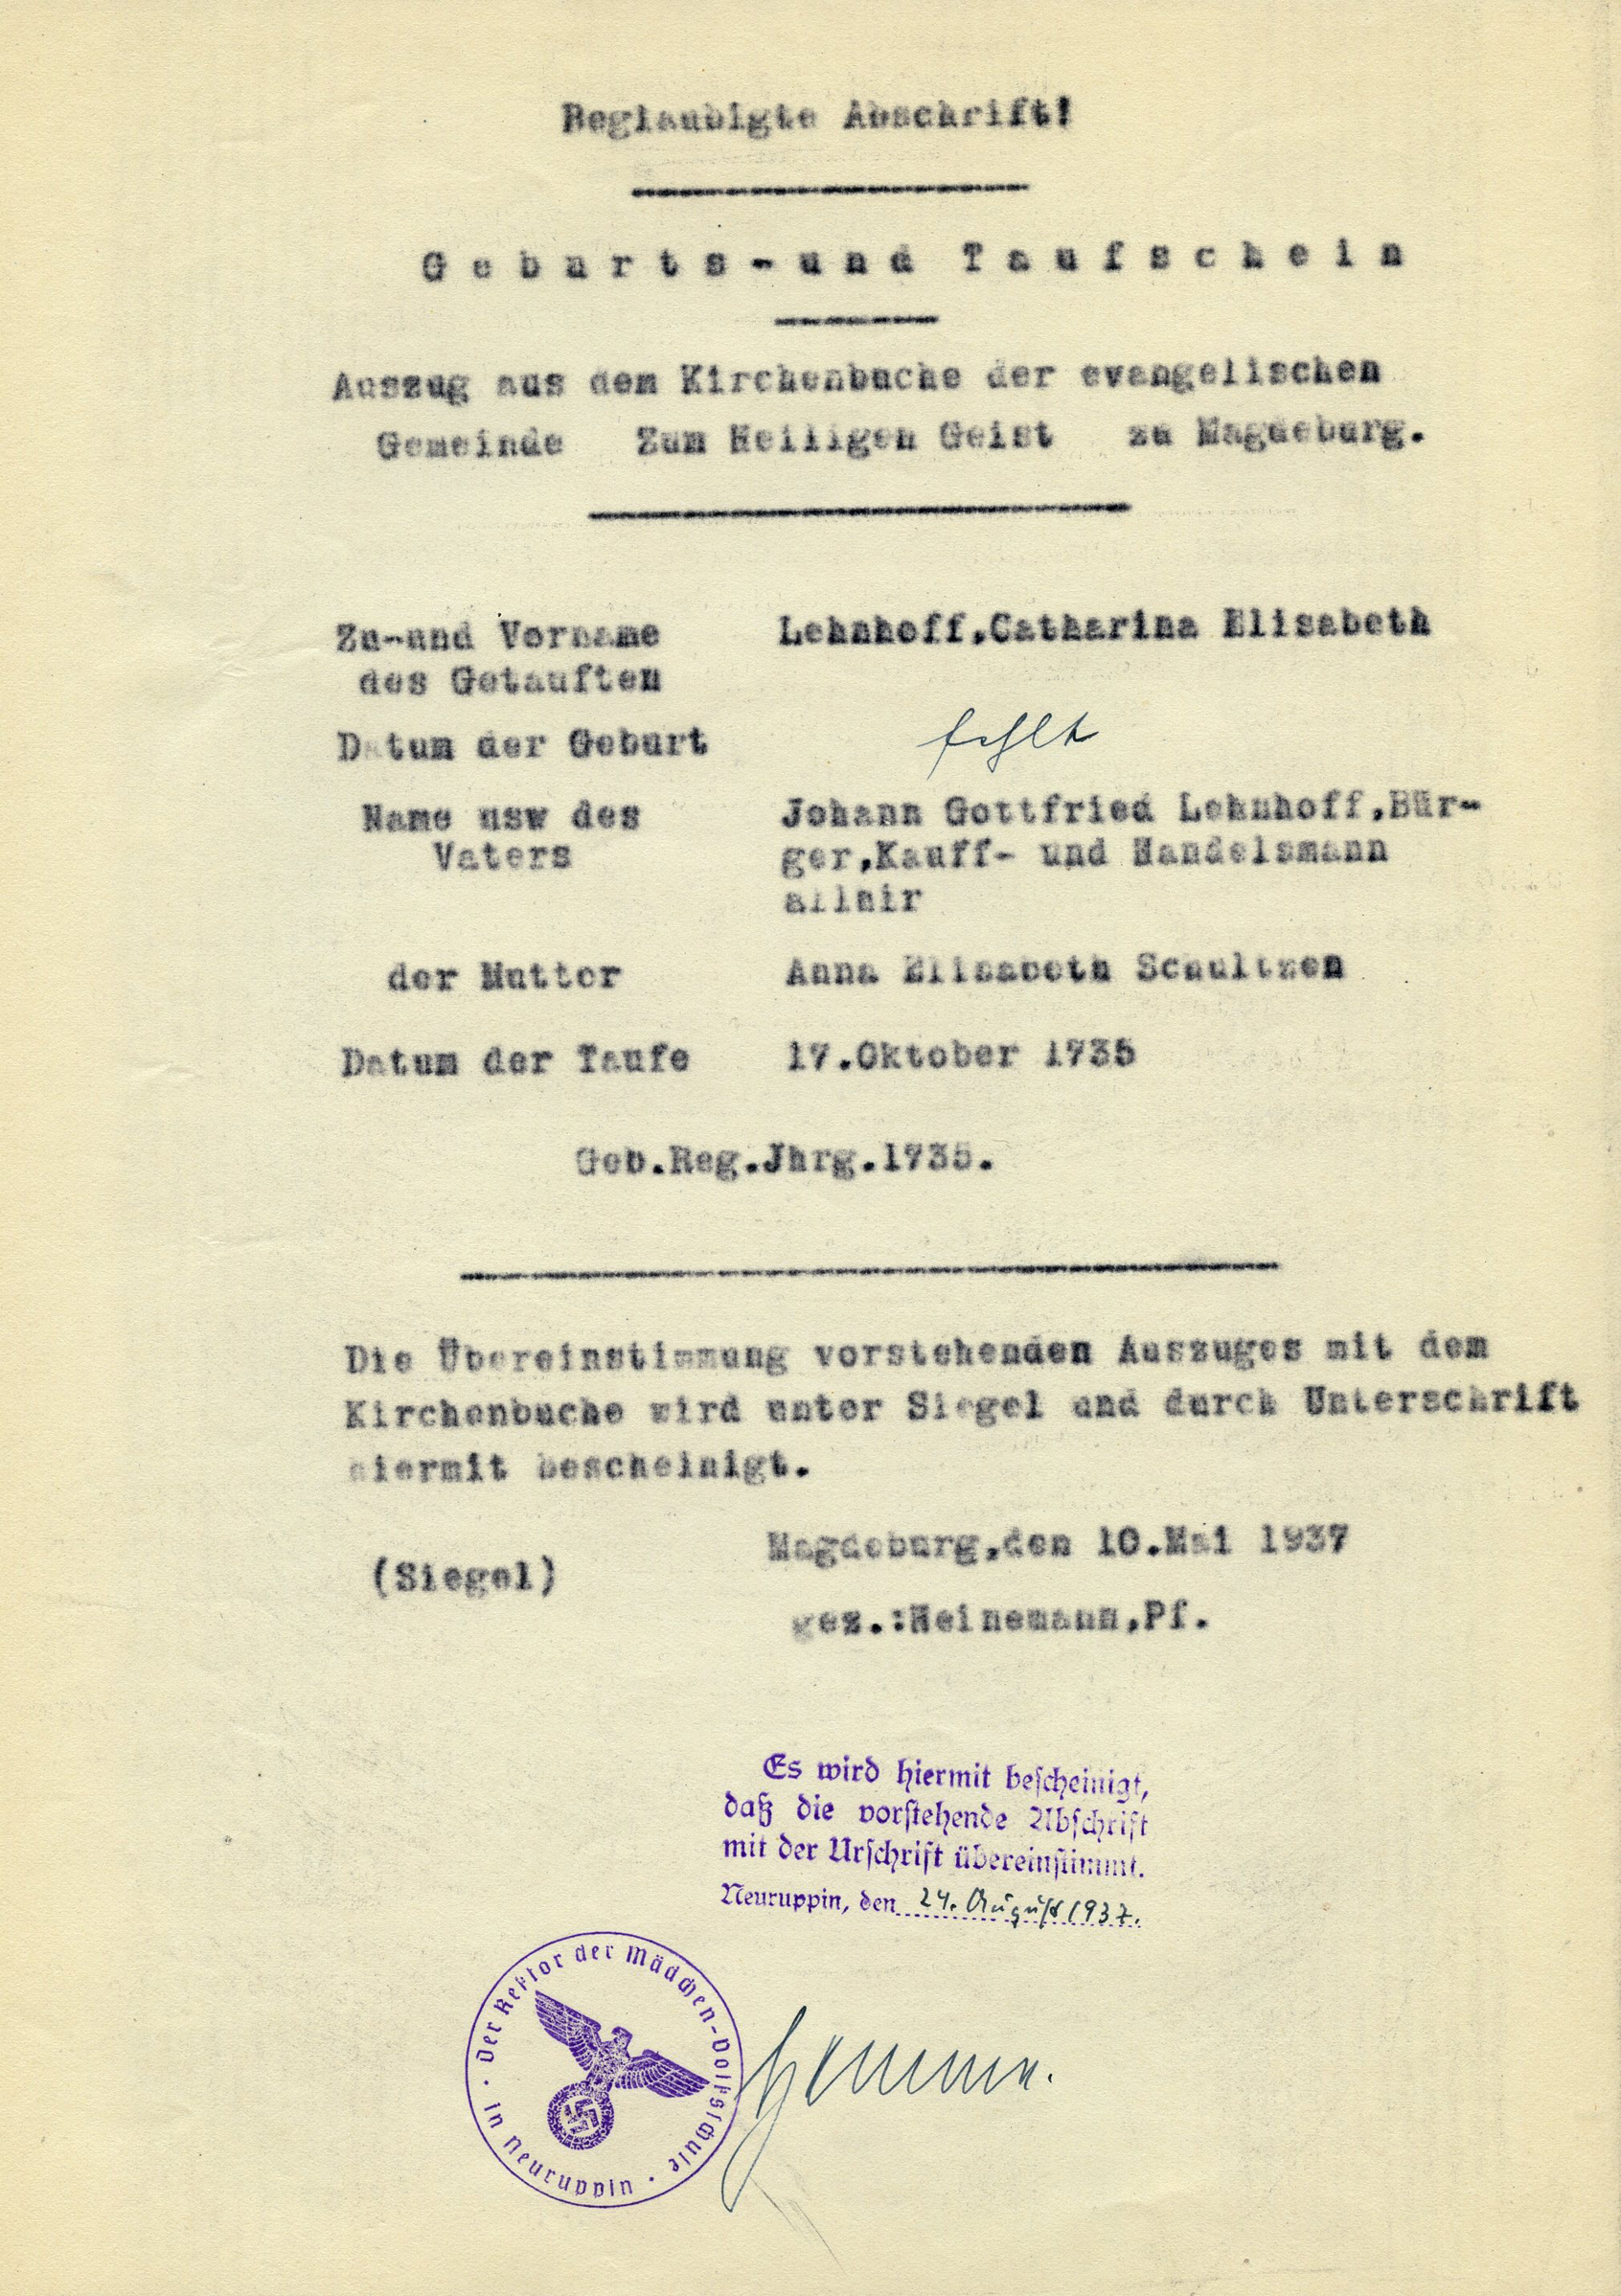 Beglaubigte Abschrift!
Geburts-und Taufschein
Auszug aus dem Kirchenbuche der evangelischen
Gemeinde Zum Heiligen Geist zu Magdeburg.
Zu-und Vorname Lehnhoff,Catharina Elisabeth
des Getauften
Datum der Geburt fehlt
Name usw des Johann Gottfried Lehnhoff,Bür-
Vaters ger,Kauff- und Handelsmann
allhir
der Mutter Anna Elisabeth Schultzen
Datum der Taufe 17.Oktober 1735
Geb.Reg.Jhrg.1735.
Die Übereinstimmung vorstehenden Auszuges mit dem
Kirchenbuche wird unter Siegel und durch Unterschrift
hiermit bescheinigt.
Magdeburg,den 10.Mai 1937
(Siegel)
gez.:Heinemann,Pf.
Es wird hiermit bescheinigt,
daß die vorstehende Abschrift
mit der Urschrift übereinstimmt.
Neuruppin, den 24. August 1937.
Der Rektor der Mädchen-Volksschule
in Neuruppin